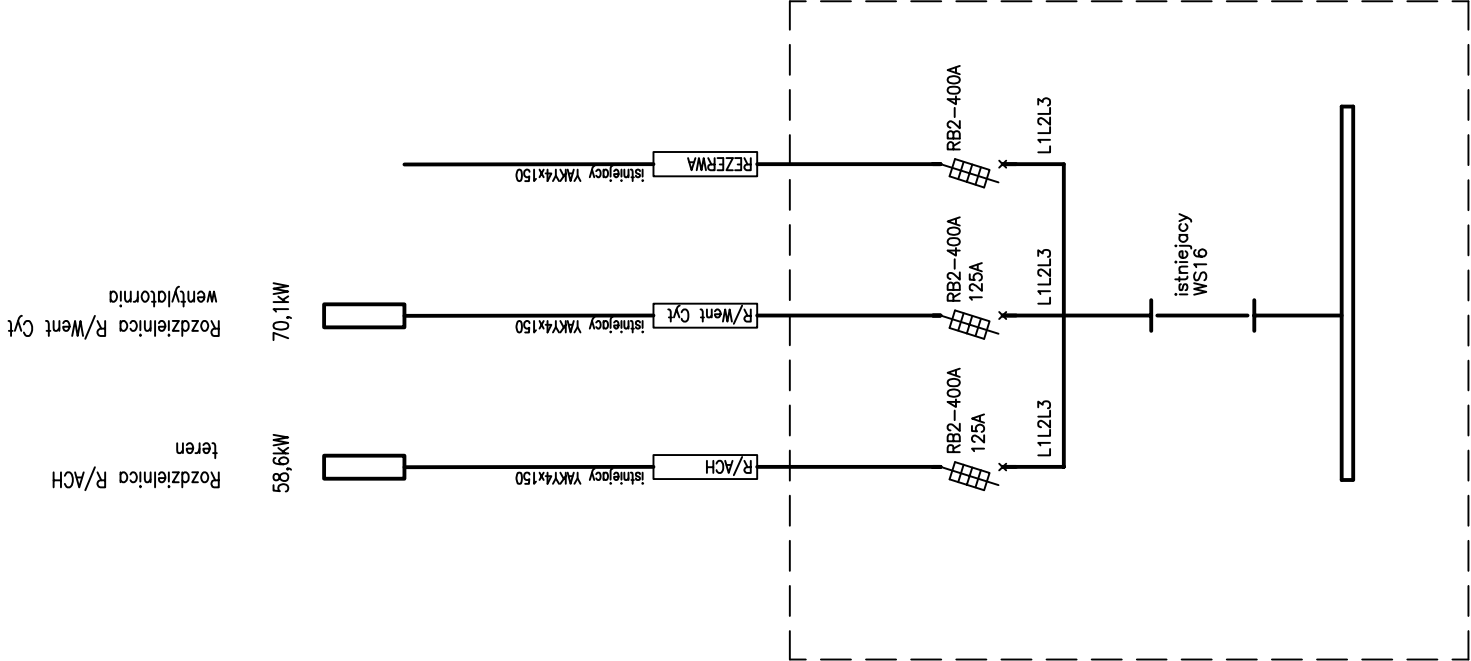 RB2-400A
L1L2L3
REZERWA
istniejacy YAKY4x150
RB2-400A
125A
L1L2L3
istniejacy
WS16
R/Went Cyt
istniejacy YAKY4x150
70,1kW
Rozdzielnica R/Went Cyt
wentylatornia
RB2-400A
125A
L1L2L3
R/ACH
istniejacy YAKY4x150
58,6kW
Rozdzielnica R/ACH
teren